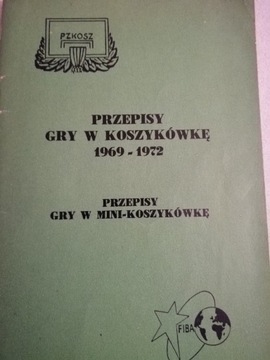 PZKOSZ
PRZEPISY
GRY W KOSZYKÓWKĘ
1969-1972
PRZEPISY
GRY W MINI-KOSZYKÓWKĘ
FIBA